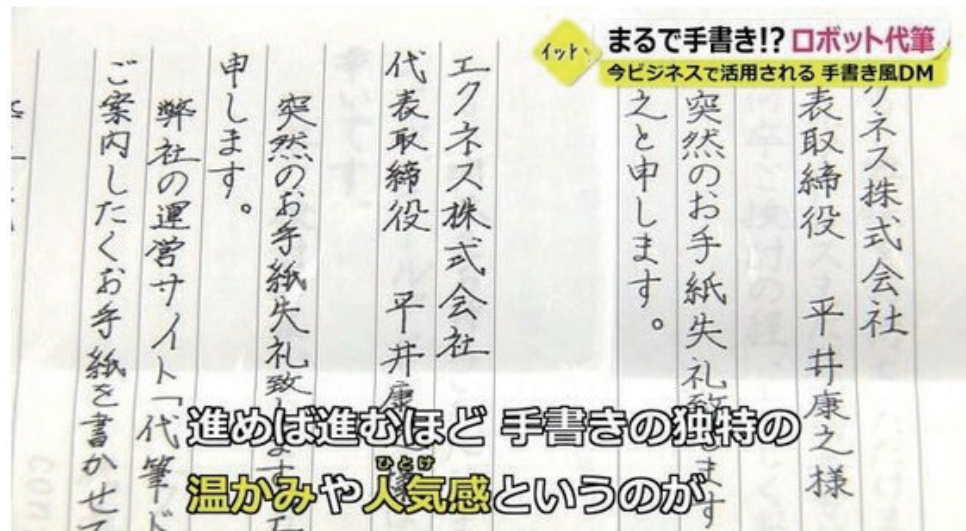 イット!
まるで手書き!? ロボット代筆
今ビジネスで活用される 手書き風DM
クネス株式会社
表取締役 平井康之様
突然のお手紙失礼致します
之と申します。
エクネス株式会社
代表取締役 平井康
突然のお手紙失礼致します
申します。
弊社の運営サイト「代筆ド
ご案内したくお手紙を書かせて
進めば進むほど 手書きの独特の
ひとけ
温かみや人気感というのが